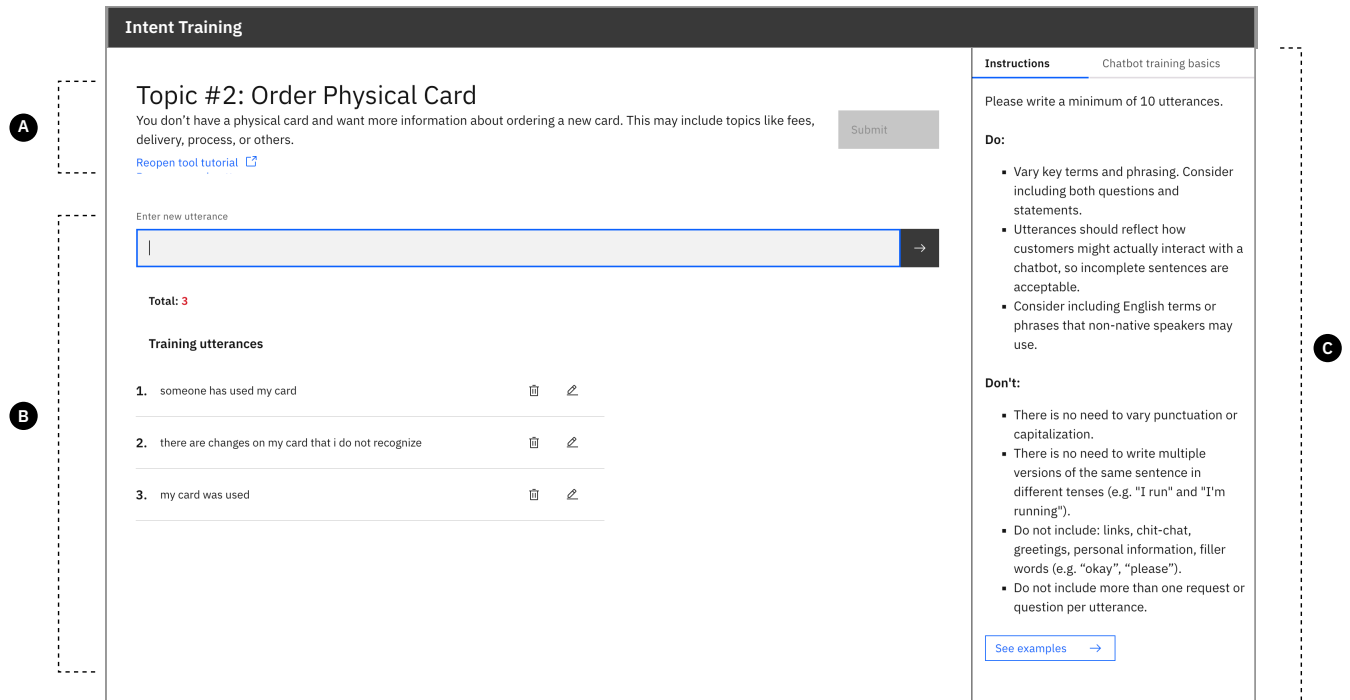 Intent Training
A
Topic #2: Order Physical Card
You don’t have a physical card and want more information about ordering a new card. This may include topics like fees,
delivery, process, or others.
Reopen tool tutorial
Submit
B
Enter new utterance
Total: 3
Training utterances
1. someone has used my card
2. there are changes on my card that i do not recognize
3. my card was used
C
Instructions
Chatbot training basics
Please write a minimum of 10 utterances.
Do:
▪ Vary key terms and phrasing. Consider
including both questions and
statements.
▪ Utterances should reflect how
customers might actually interact with a
chatbot, so incomplete sentences are
acceptable.
▪ Consider including English terms or
phrases that non-native speakers may
use.
Don't:
▪ There is no need to vary punctuation or
capitalization.
▪ There is no need to write multiple
versions of the same sentence in
different tenses (e.g. "I run" and "I'm
running").
▪ Do not include: links, chit-chat,
greetings, personal information, filler
words (e.g. “okay”, “please”).
▪ Do not include more than one request or
question per utterance.
See examples